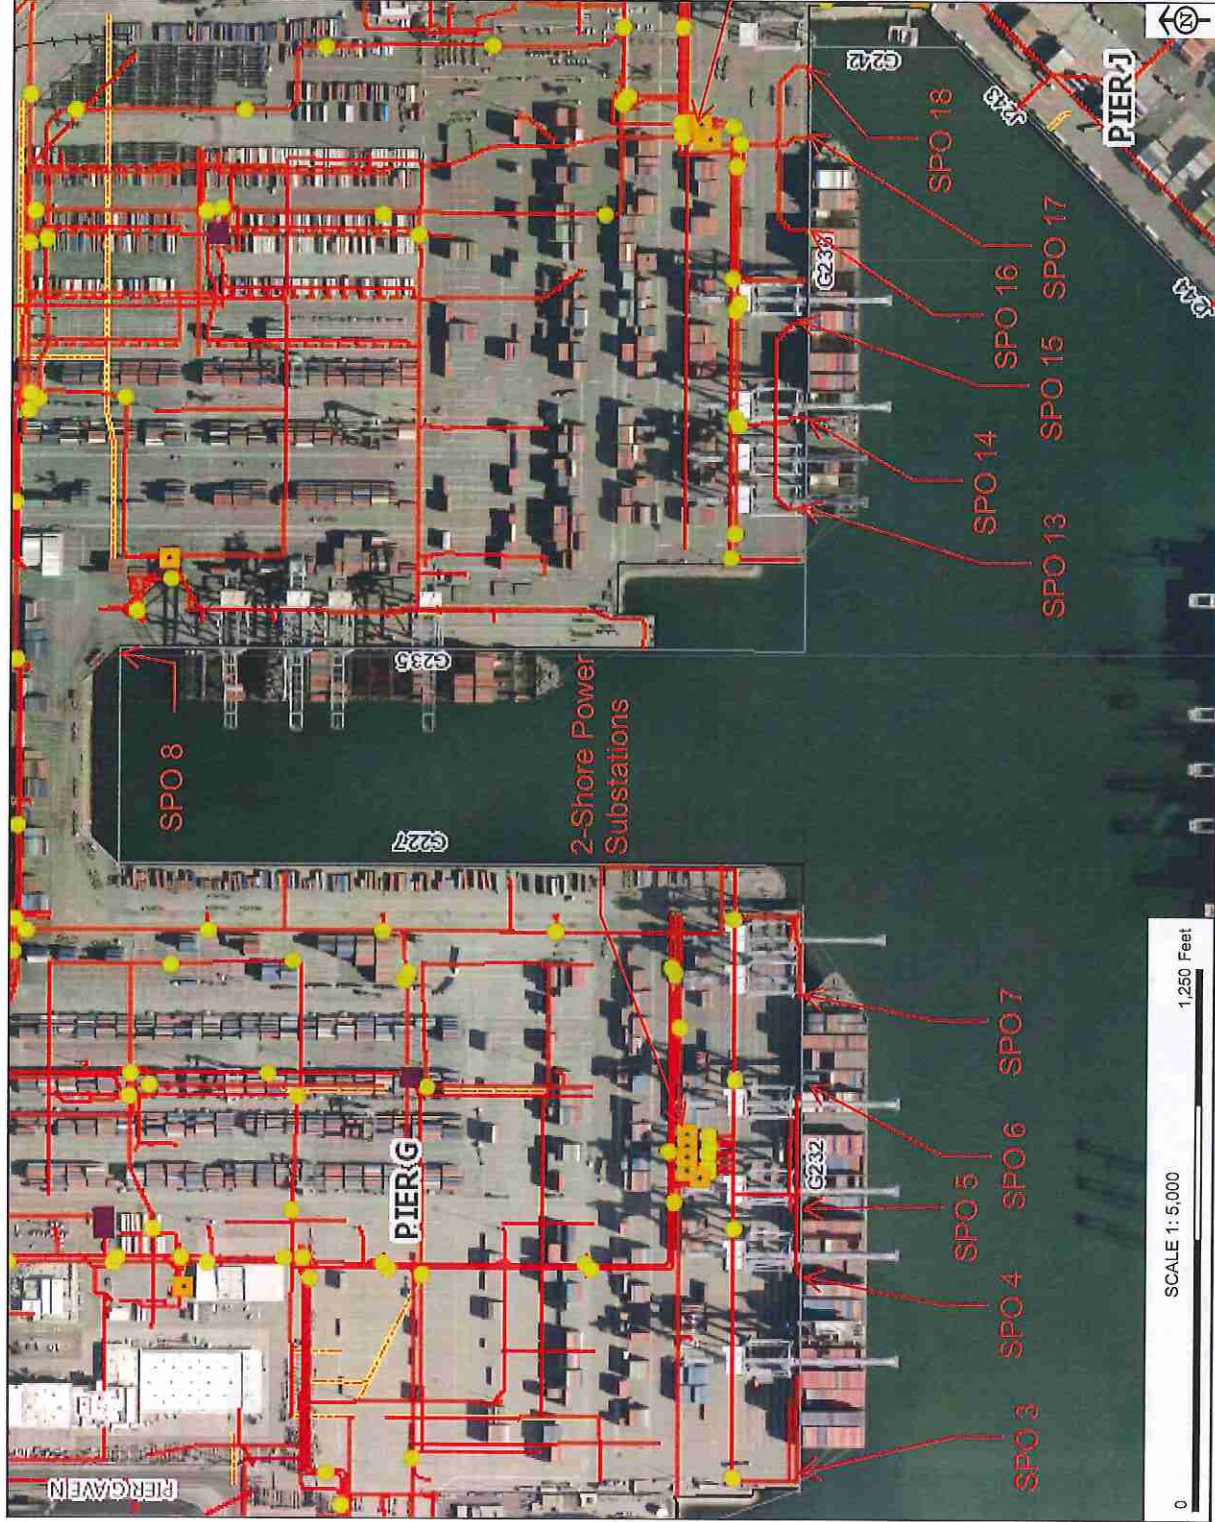 PIER G AVE N
PIER G
SPO 8
G227
G235
2-Shore Power
Substations
G232
G236
G242
J243
J244
PIER J
SPO 3
SPO 4
SPO 5
SPO 6
SPO 7
SPO 13
SPO 14
SPO 15
SPO 16
SPO 17
SPO 18
SCALE 1: 5,000
0
1,250 Feet
N